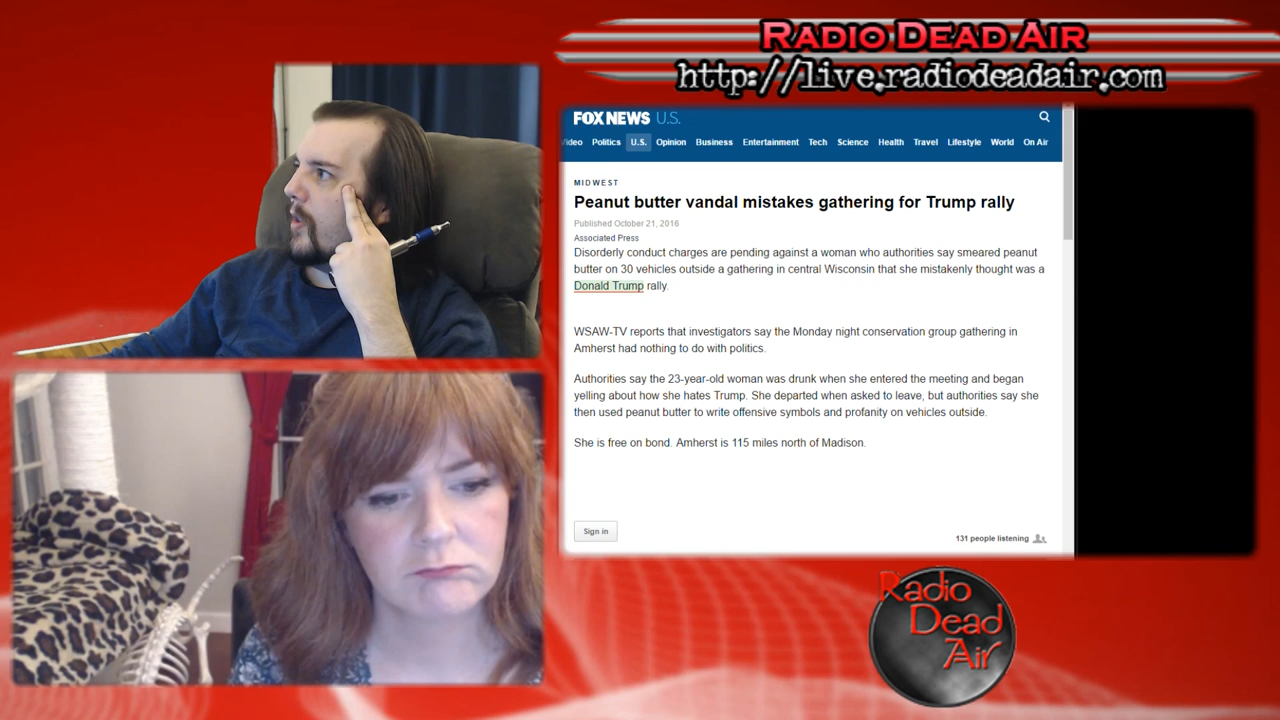 RADIO DEAD AIR
http://live.radiodeadair.com
FOX NEWS U.S.
Video Politics U.S. Opinion Business Entertainment Tech Science Health Travel Lifestyle World On Air
MIDWEST
Peanut butter vandal mistakes gathering for Trump rally
Published October 21, 2016
Associated Press
Disorderly conduct charges are pending against a woman who authorities say smeared peanut
butter on 30 vehicles outside a gathering in central Wisconsin that she mistakenly thought was a
Donald Trump rally.
WSAW-TV reports that investigators say the Monday night conservation group gathering in
Amherst had nothing to do with politics.
Authorities say the 23-year-old woman was drunk when she entered the meeting and began
yelling about how she hates Trump. She departed when asked to leave, but authorities say she
then used peanut butter to write offensive symbols and profanity on vehicles outside.
She is free on bond. Amherst is 115 miles north of Madison.
Sign in
131 people listening
Radio
Dead
Air